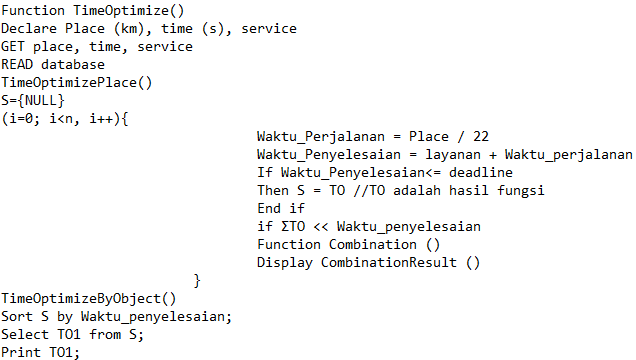 Function TimeOptimize()
Declare Place (km), time (s), service
GET place, time, service
READ database
TimeOptimizePlace()
S={NULL}
(i=0; i<n, i++){
Waktu_Perjalanan = Place / 22
Waktu_Penyelesaian = layanan + Waktu_perjalanan
If Waktu_Penyelesaian<= deadline
Then S = TO //TO adalah hasil fungsi
End if
if ΣTO << Waktu_penyelesaian
Function Combination ()
Display CombinationResult ()
}
TimeOptimizeByObject()
Sort S by Waktu_penyelesaian;
Select TO1 from S;
Print TO1;